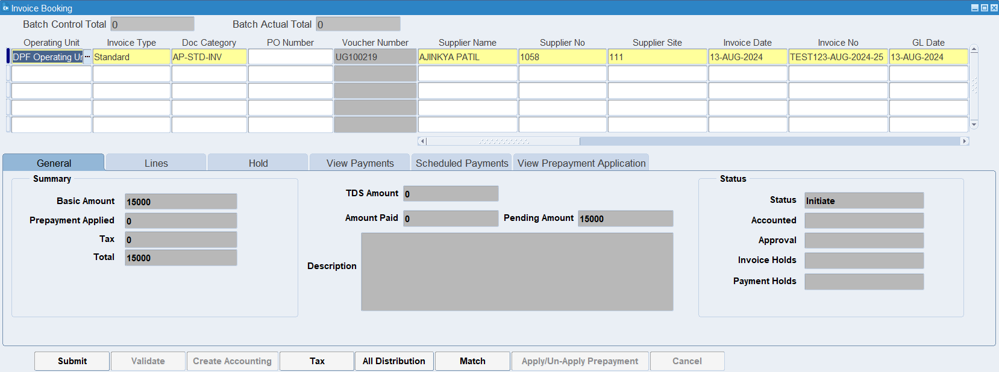 Invoice Booking
Batch Control Total 0 Batch Actual Total 0
Operating Unit Invoice Type Doc Category PO Number Voucher Number Supplier Name Supplier No Supplier Site Invoice Date Invoice No GL Date
DPF Operating Ur ... Standard AP-STD-INV UG100219 AJINKYA PATIL 1058 111 13-AUG-2024 TEST123-AUG-2024-25 13-AUG-2024
General Lines Hold View Payments Scheduled Payments View Prepayment Application
Summary
Basic Amount 15000
Prepayment Applied 0
Tax 0
Total 15000
TDS Amount 0
Amount Paid 0 Pending Amount 15000
Description
Status
Status Initiate
Accounted
Approval
Invoice Holds
Payment Holds
Submit Validate Create Accounting Tax All Distribution Match Apply/Un-Apply Prepayment Cancel